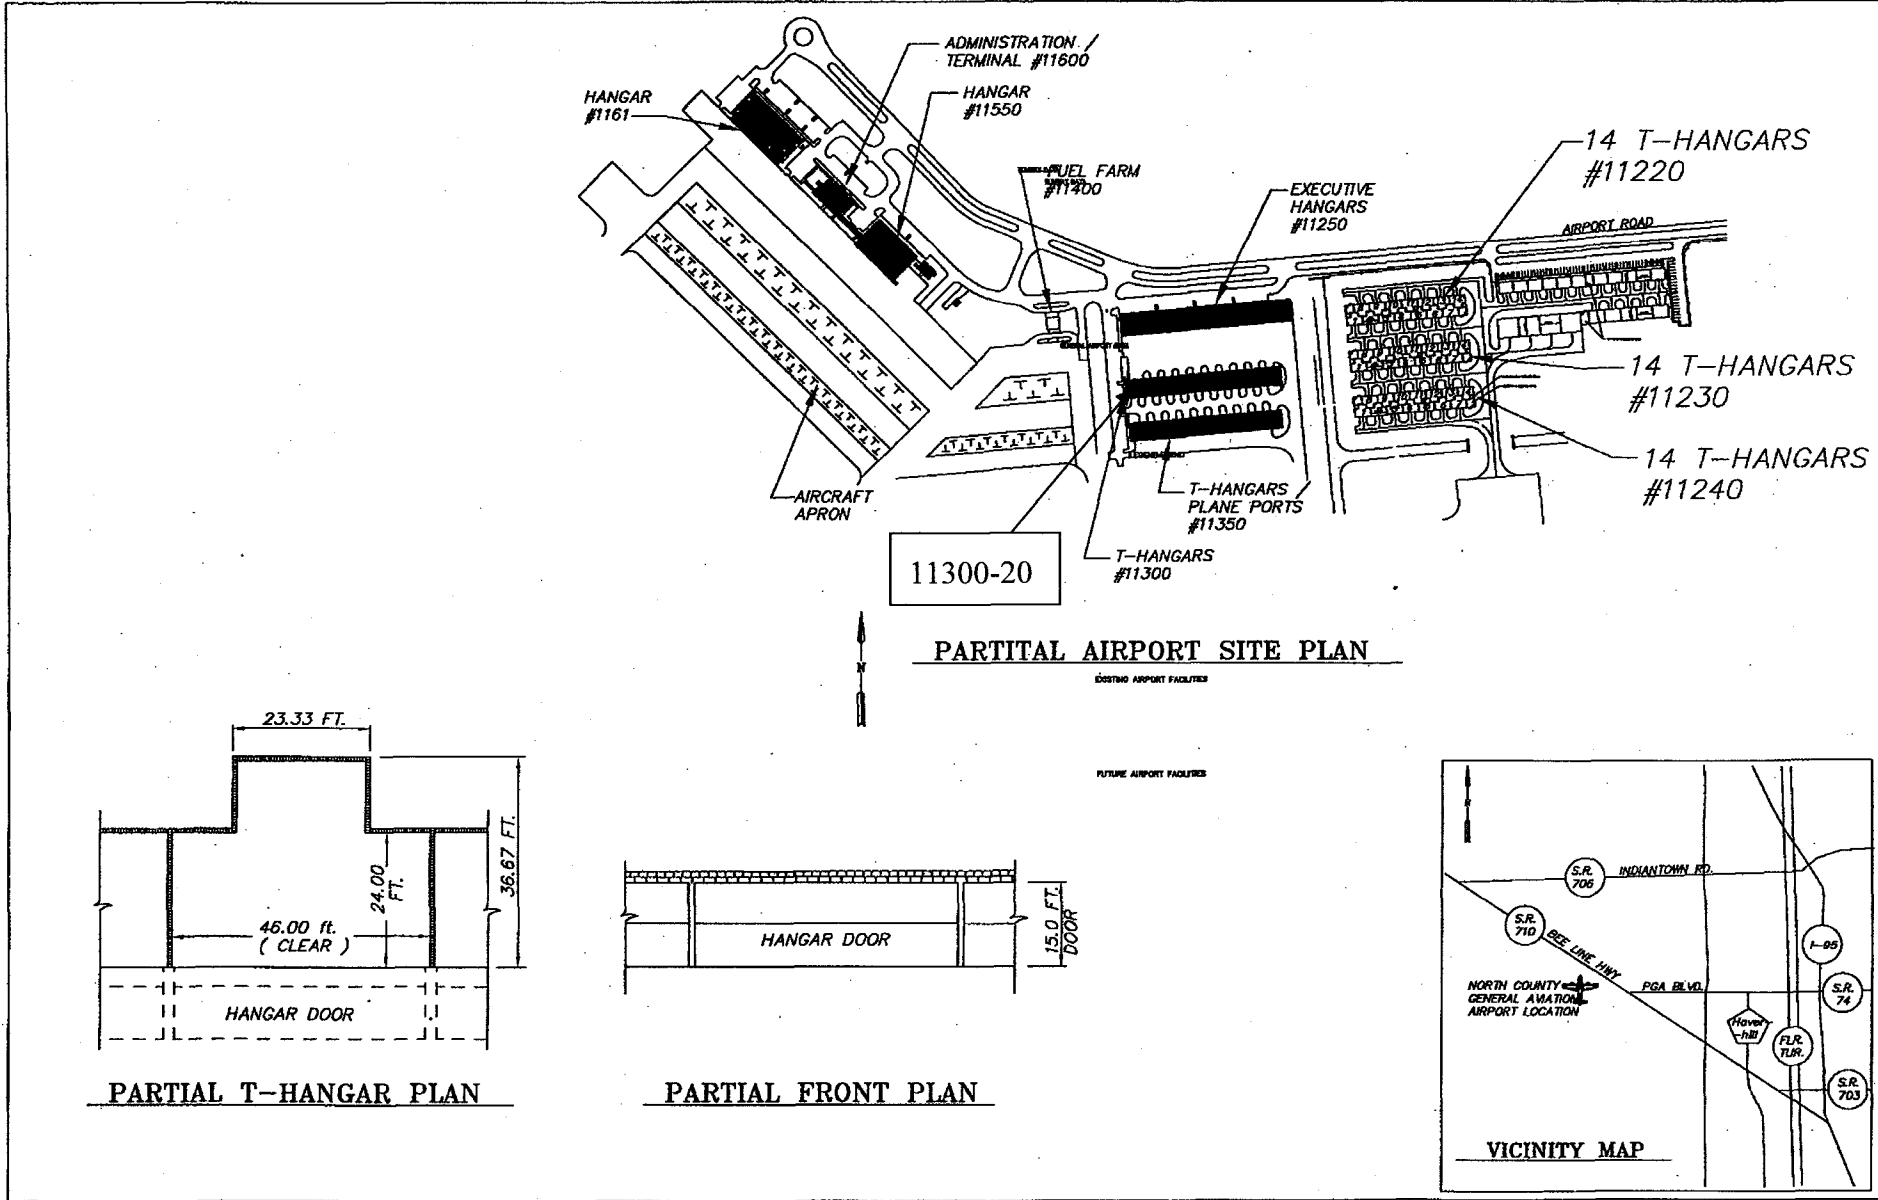 ADMINISTRATION /
TERMINAL #11600
HANGAR
#1161
HANGAR
#11550
FUEL FARM
#11400
EXECUTIVE
HANGARS
#11250
14 T-HANGARS
#11220
AIRPORT ROAD
14 T-HANGARS
#11230
14 T-HANGARS
#11240
AIRCRAFT
APRON
T-HANGARS
PLANE PORTS
#11350
11300-20
T-HANGARS
#11300
N
PARTITAL AIRPORT SITE PLAN
EXISTING AIRPORT FACILITIES
FUTURE AIRPORT FACILITIES
23.33 FT.
36.67 FT.
24.00
FT.
46.00 ft.
( CLEAR )
HANGAR DOOR
PARTIAL T-HANGAR PLAN
HANGAR DOOR
15.0 FT.
DOOR
PARTIAL FRONT PLAN
N
S.R.
706
INDIANTOWN RD.
S.R.
710
BEE LINE HWY
I-95
NORTH COUNTY
GENERAL AVIATION
AIRPORT LOCATION
PGA BLVD.
S.R.
74
Haver
-hill
FLR.
TUR.
S.R.
703
VICINITY MAP